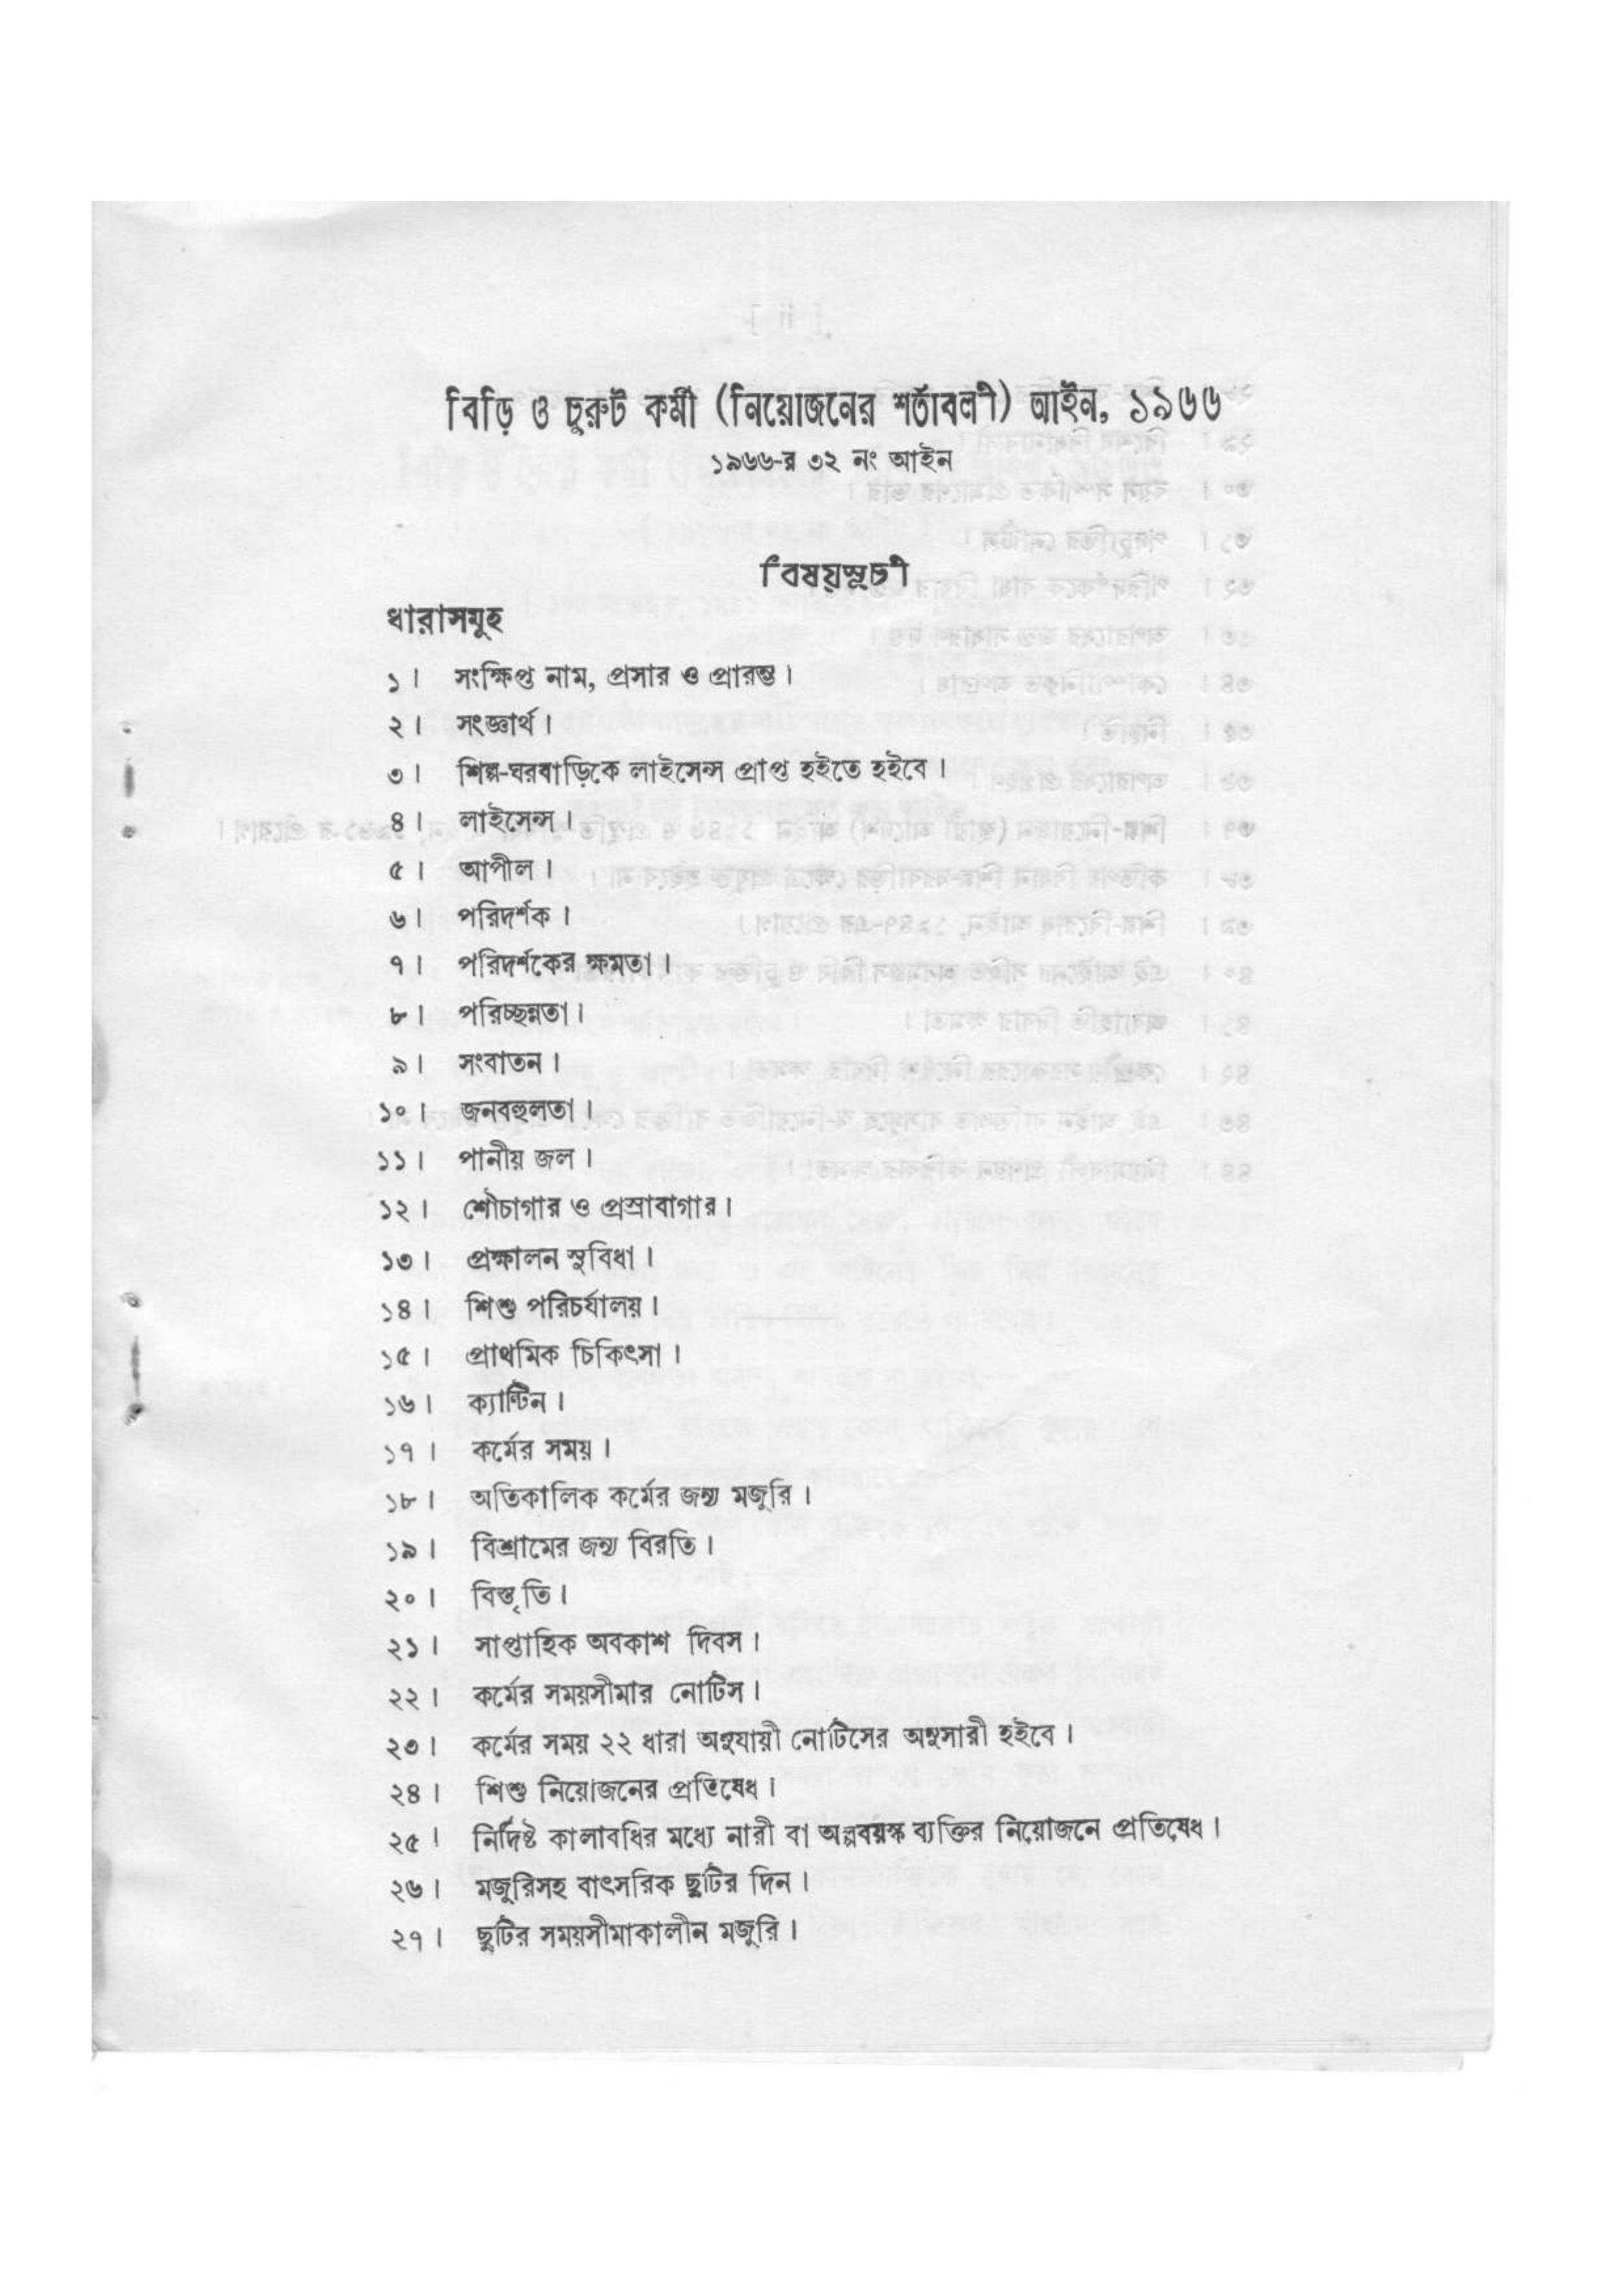 বিড়ি ও চুরুট কর্মী (নিয়োজনের শর্তাবলী) আইন, ১৯৬৬
১৯৬৬-র ৩২ নং আইন
বিষয়সূচী
ধারাসমূহ
১। সংক্ষিপ্ত নাম, প্রসার ও প্রারম্ভ।
২। সংজ্ঞার্থ।
৩। শিল্প-ঘরবাড়িকে লাইসেন্স প্রাপ্ত হইতে হইবে।
৪। লাইসেন্স।
৫। আপীল।
৬। পরিদর্শক।
৭। পরিদর্শকের ক্ষমতা।
৮। পরিচ্ছন্নতা।
৯। সংবাতন।
১০। জনবহুলতা।
১১। পানীয় জল।
১২। শৌচাগার ও প্রস্রাবাগার।
১৩। প্রক্ষালন সুবিধা।
১৪। শিশু পরিচর্যালয়।
১৫। প্রাথমিক চিকিৎসা।
১৬। ক্যান্টিন।
১৭। কর্মের সময়।
১৮। অতিকালিক কর্মের জন্য মজুরি।
১৯। বিশ্রামের জন্য বিরতি।
২০। বিস্তৃতি।
২১। সাপ্তাহিক অবকাশ দিবস।
২২। কর্মের সময়সীমার নোটিস।
২৩। কর্মের সময় ২২ ধারা অনুযায়ী নোটিসের অনুসারী হইবে।
২৪। শিশু নিয়োজনের প্রতিষেধ।
২৫। নির্দিষ্ট কালাবধির মধ্যে নারী বা অল্পবয়স্ক ব্যক্তির নিয়োজনে প্রতিষেধ।
২৬। মজুরিসহ বাৎসরিক ছুটির দিন।
২৭। ছুটির সময়সীমাকালীন মজুরি।